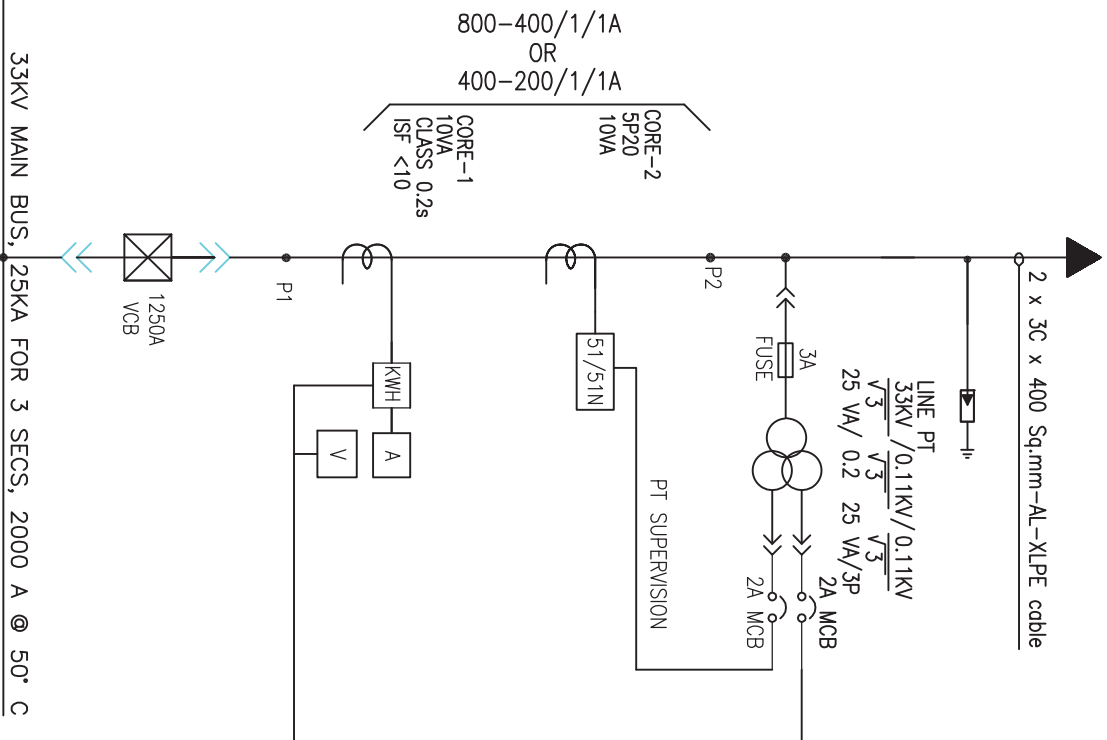 800-400/1/1A
OR
400-200/1/1A
CORE-2
5P20
10VA
CORE-1
10VA
CLASS 0.2s
ISF <10
2 x 3C x 400 Sq.mm-AL-XLPE cable
LINE PT
33KV /0.11KV/ 0.11KV
√3 √3 √3
25 VA/ 0.2 25 VA/3P
3A
FUSE
2A MCB
2A MCB
P2
PT SUPERVISION
51/51N
KWH
A
V
P1
1250A
VCB
33KV MAIN BUS, 25KA FOR 3 SECS, 2000 A @ 50° C